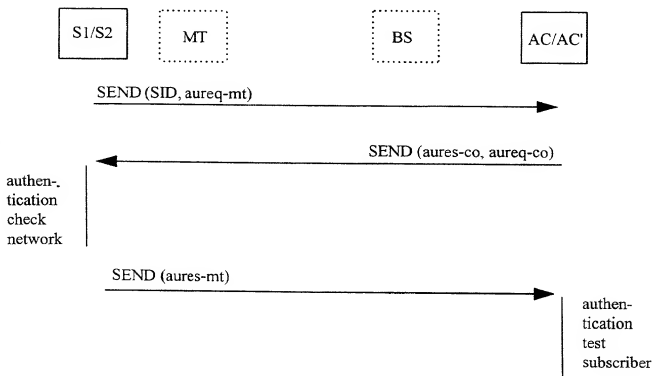 S1/S2
MT
BS
AC/AC'
SEND (SID, aureq-mt)
SEND (aures-co, aureq-co)
authen-
tication
check
network
SEND (aures-mt)
authen-
tication
test
subscriber